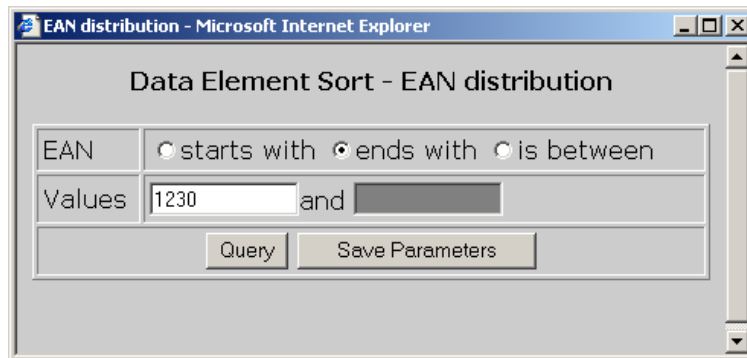 EAN distribution - Microsoft Internet Explorer
Data Element Sort - EAN distribution
EAN starts with ends with is between
Values 1230 and
Query Save Parameters